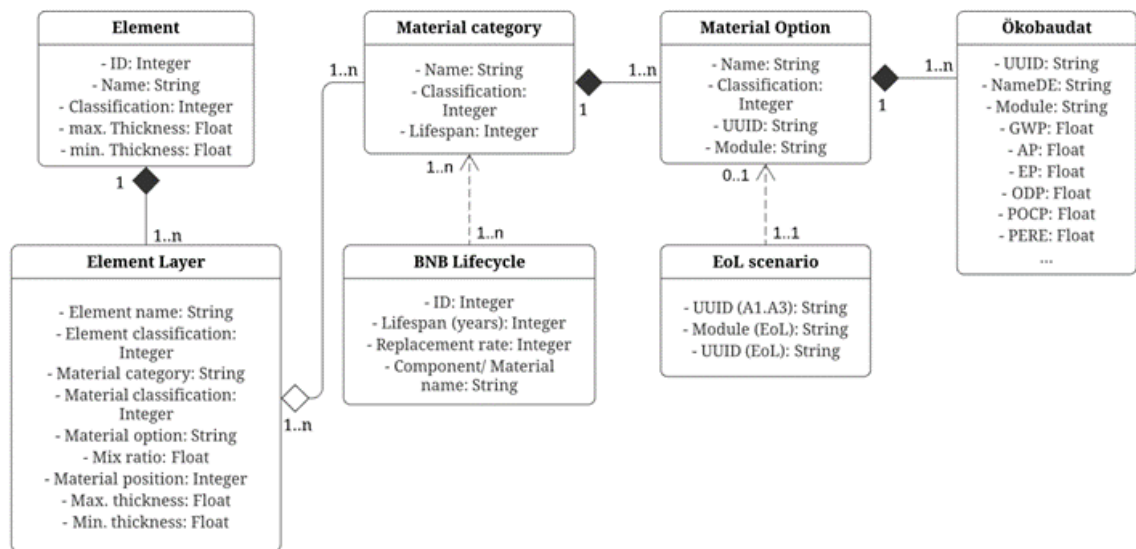 Element
- ID: Integer
- Name: String
- Classification: Integer
- max. Thickness: Float
- min. Thickness: Float
1
1..n
Element Layer
- Element name: String
- Element classification:
Integer
- Material category: String
- Material classification:
Integer
- Material option: String
- Mix ratio: Float
- Material position: Integer
- Max. thickness: Float
- Min. thickness: Float
1..n
1..n
Material category
- Name: String
- Classification:
Integer
- Lifespan: Integer
1
1..n
1..n
1..n
BNB Lifecycle
- ID: Integer
- Lifespan (years): Integer
- Replacement rate: Integer
- Component/ Material
name: String
Material Option
- Name: String
- Classification:
Integer
- UUID: String
- Module: String
1
1..n
0..1
1..1
EoL scenario
- UUID (A1.A3): String
- Module (EoL): String
- UUID (EoL): String
Ökobaudat
- UUID: String
- NameDE: String
- Module: String
- GWP: Float
- AP: Float
- EP: Float
- ODP: Float
- POCP: Float
- PERE: Float
...